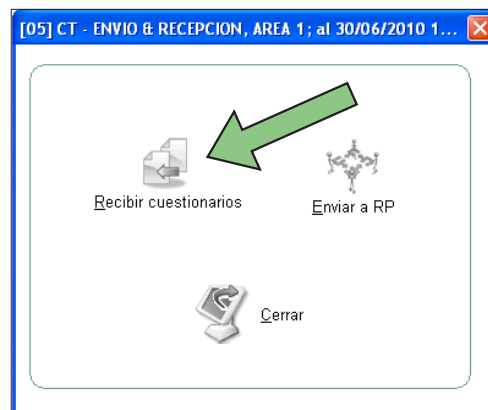 [05] CT - ENVIO & RECEPCION, AREA 1; al 30/06/2010 1...
Recibir cuestionarios
Enviar a RP
Cerrar